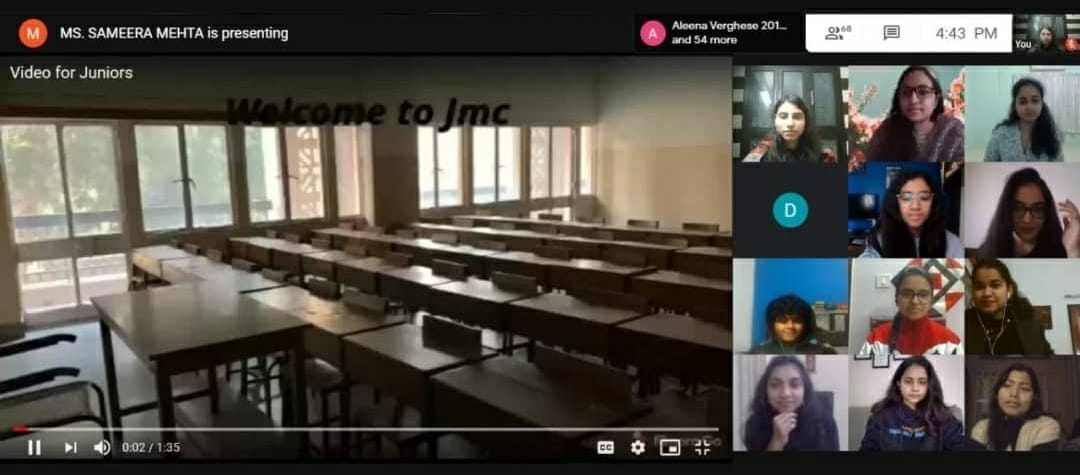 M MS. SAMEERA MEHTA is presenting
A Aleena Verghese 201...
and 54 more
68
4:43 PM
You
Video for Juniors
Welcome to Jmc
D
0:02 / 1:35
CC